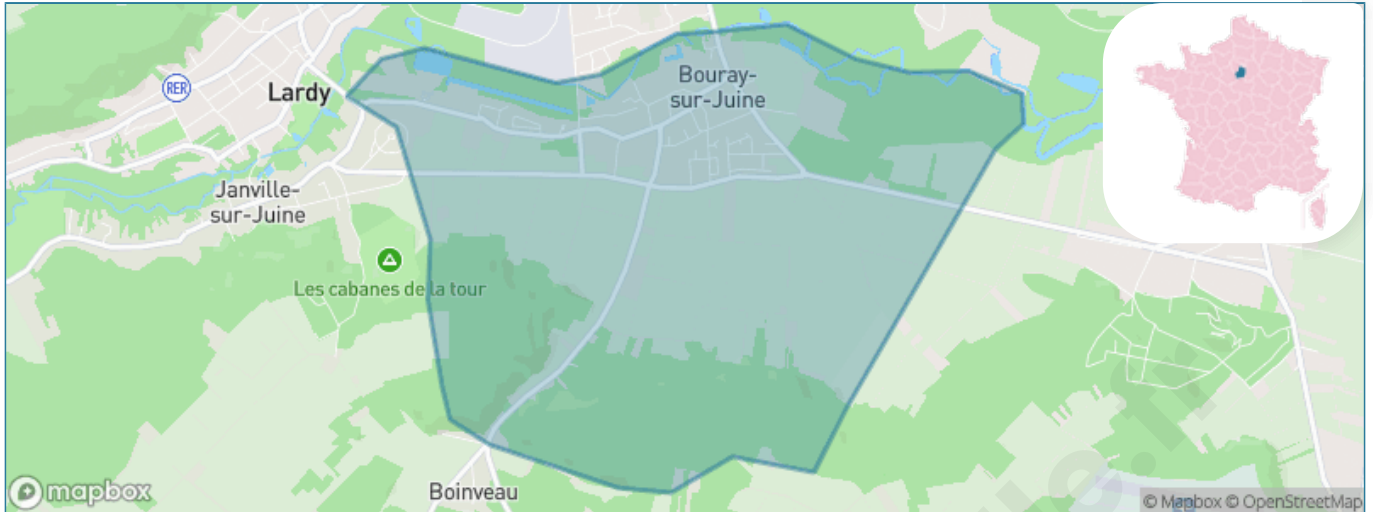 RER
Lardy
Bouray-
sur-Juine
Janville-
sur-Juine
Les cabanes de la tour
Boinveau
mapbox
© Mapbox © OpenStreetMap